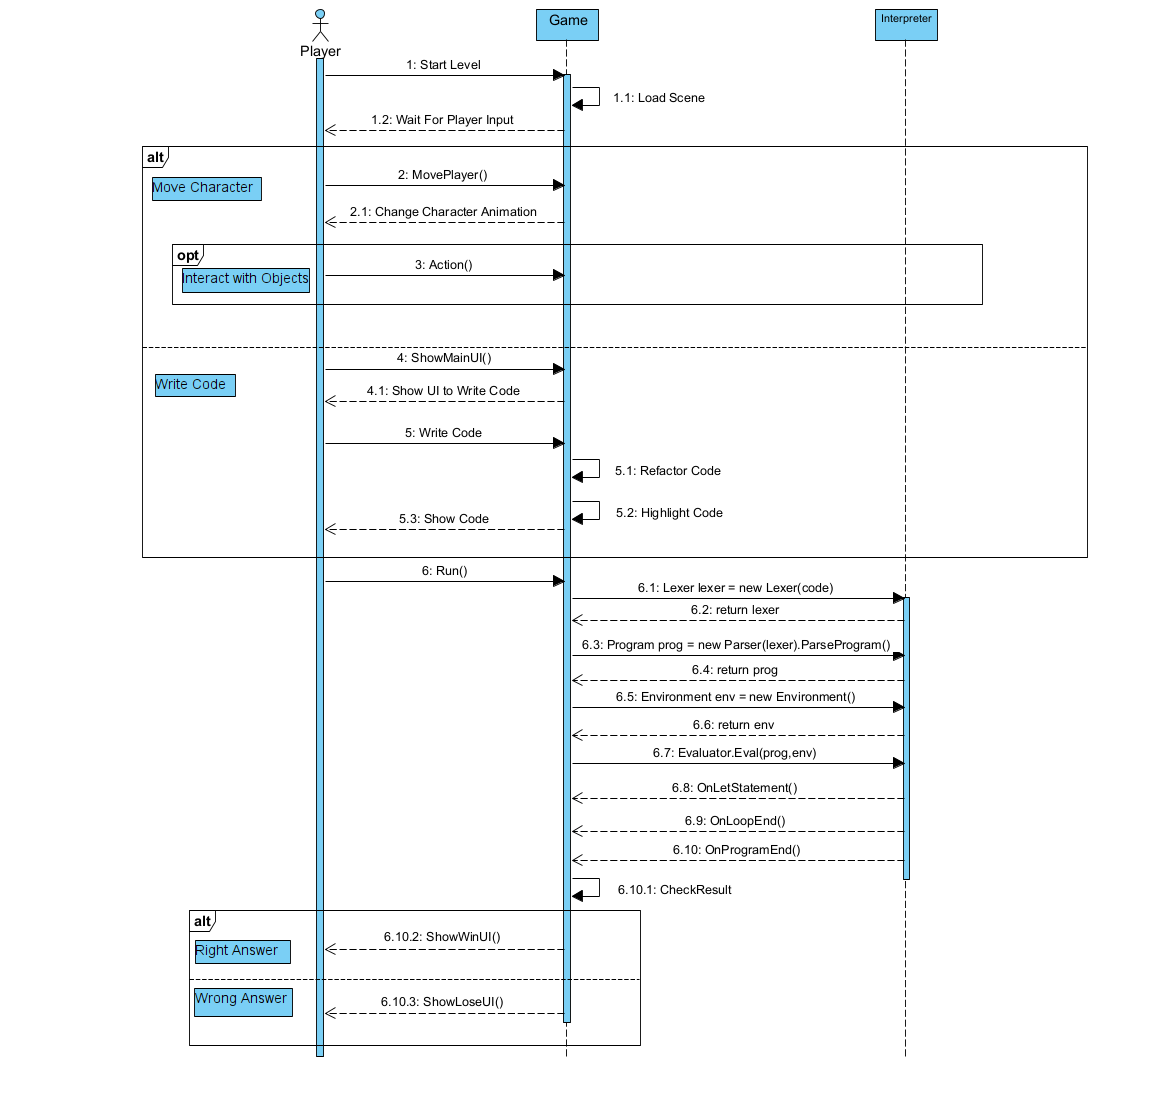 Player
Game
Interpreter
1: Start Level
1.1: Load Scene
1.2: Wait For Player Input
alt
Move Character
2: MovePlayer()
2.1: Change Character Animation
opt
Interact with Objects
3: Action()
4: ShowMainUI()
Write Code
4.1: Show UI to Write Code
5: Write Code
5.1: Refactor Code
5.2: Highlight Code
5.3: Show Code
6: Run()
6.1: Lexer lexer = new Lexer(code)
6.2: return lexer
6.3: Program prog = new Parser(lexer).ParseProgram()
6.4: return prog
6.5: Environment env = new Environment()
6.6: return env
6.7: Evaluator.Eval(prog,env)
6.8: OnLetStatement()
6.9: OnLoopEnd()
6.10: OnProgramEnd()
6.10.1: CheckResult
alt
Right Answer
6.10.2: ShowWinUI()
Wrong Answer
6.10.3: ShowLoseUI()